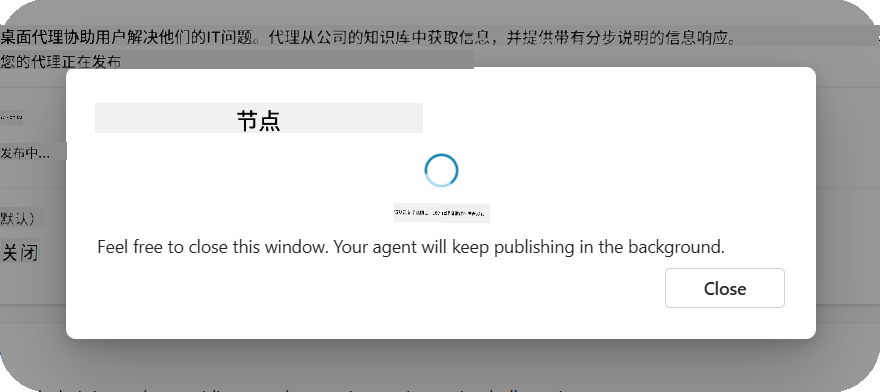 桌面代理协助用户解决他们的IT问题。代理从公司的知识库中获取信息，并提供带有分步说明的信息响应。
您的代理正在发布
节点
发布中...
默认）
Feel free to close this window. Your agent will keep publishing in the background.
关闭
Close